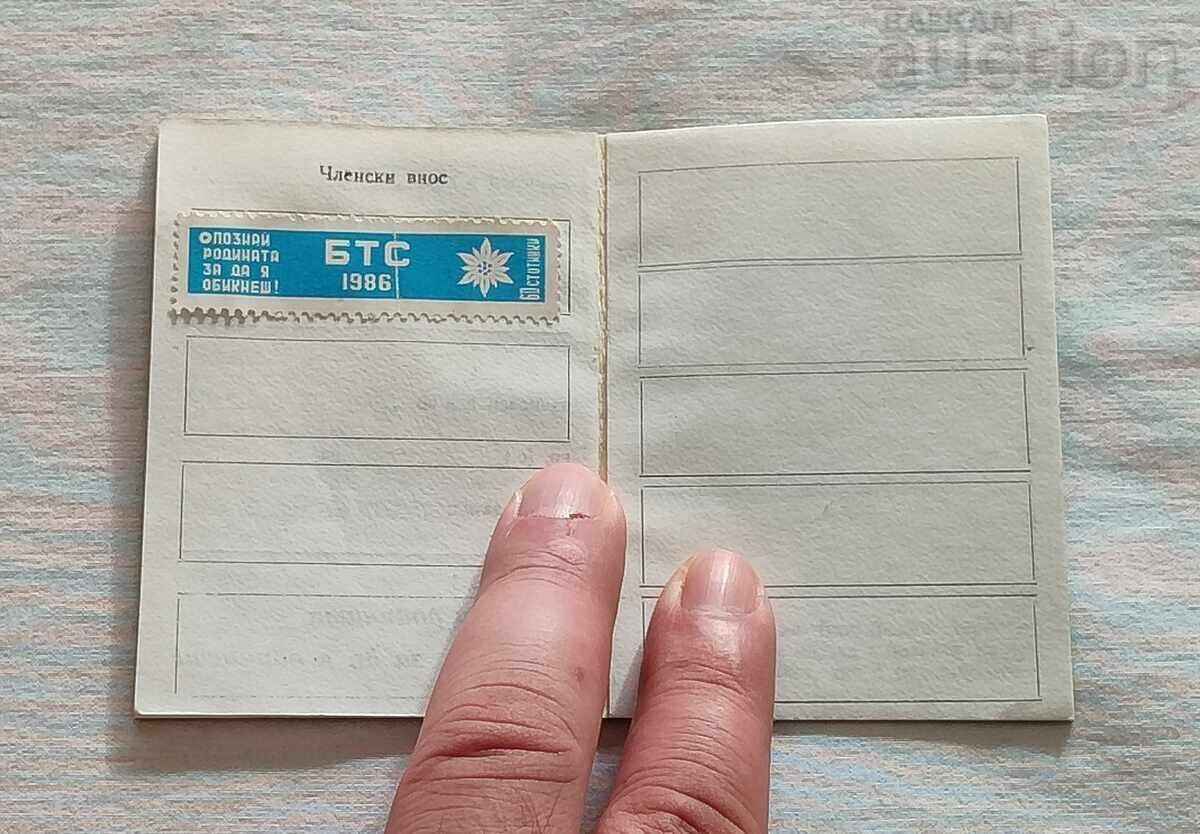 BALKAN
auction
Членски внос
ОПОЗНАЙ
РОДИНАТА
ЗА ДА Я
ОБИКНЕШ!
БТС
1986
60 СТОТИНКИ